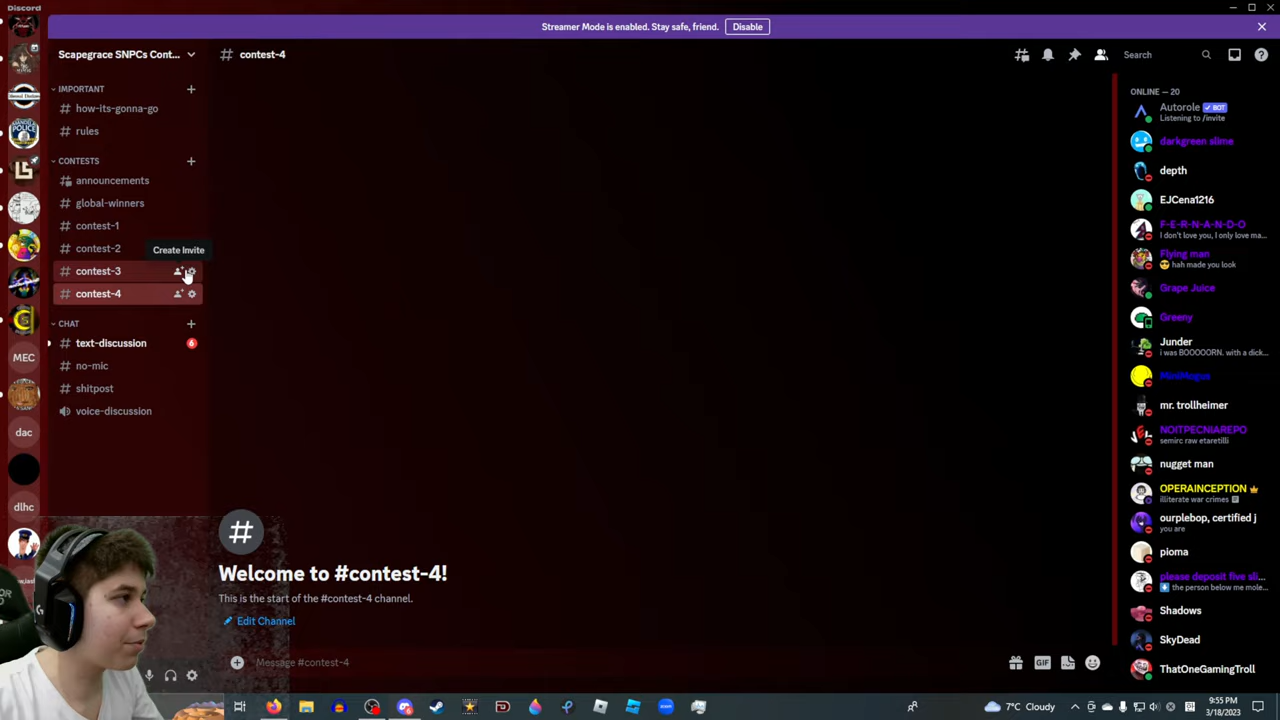 Discord
Streamer Mode is enabled. Stay safe, friend.
Disable
Scapegrace SNPCs Cont...
contest-4
Search
IMPORTANT
how-its-gonna-go
rules
CONTESTS
announcements
global-winners
contest-1
contest-2
Create Invite
contest-3
contest-4
CHAT
text-discussion
6
no-mic
shitpost
voice-discussion
MEC
dac
dlhc
Welcome to #contest-4!
This is the start of the #contest-4 channel.
Edit Channel
Message #contest-4
GIF
ONLINE — 20
Autorole BOT
Listening to /invite
darkgreen slime
depth
EJCena1216
F-E-R-N-A-N-D-O
I don't love you, I only love ma...
Flying man
hah made you look
Grape Juice
Greeny
Junder
i was BOOOOORN. with a dick...
MiniMogus
mr. trollheimer
NOITPECNIAREPO
semirc raw etaretilli
nugget man
OPERAINCEPTION
illiterate war crimes
ourplebop, certified j
you are
pioma
please deposit five sli...
the person below me mole...
Shadows
SkyDead
ThatOneGamingTroll
7°C Cloudy
9:55 PM
3/18/2023